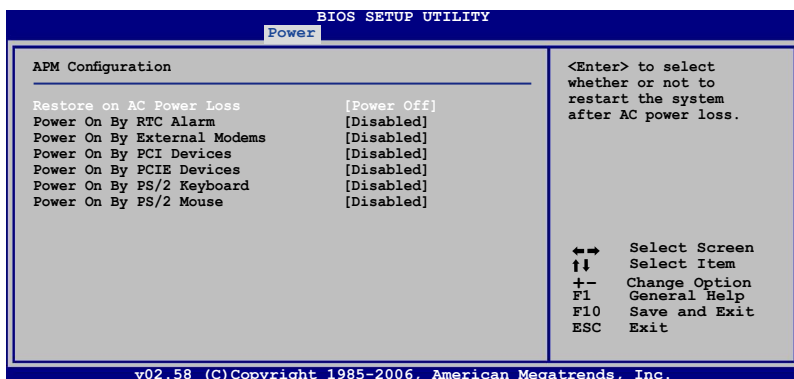 BIOS SETUP UTILITY
Power
APM Configuration
Restore on AC Power Loss [Power Off]
Power On By RTC Alarm [Disabled]
Power On By External Modems [Disabled]
Power On By PCI Devices [Disabled]
Power On By PCIE Devices [Disabled]
Power On By PS/2 Keyboard [Disabled]
Power On By PS/2 Mouse [Disabled]
<Enter> to select
whether or not to
restart the system
after AC power loss.
←→ Select Screen
↑↓ Select Item
+- Change Option
F1 General Help
F10 Save and Exit
ESC Exit
v02.58 (C)Copyright 1985-2006, American Megatrends, Inc.